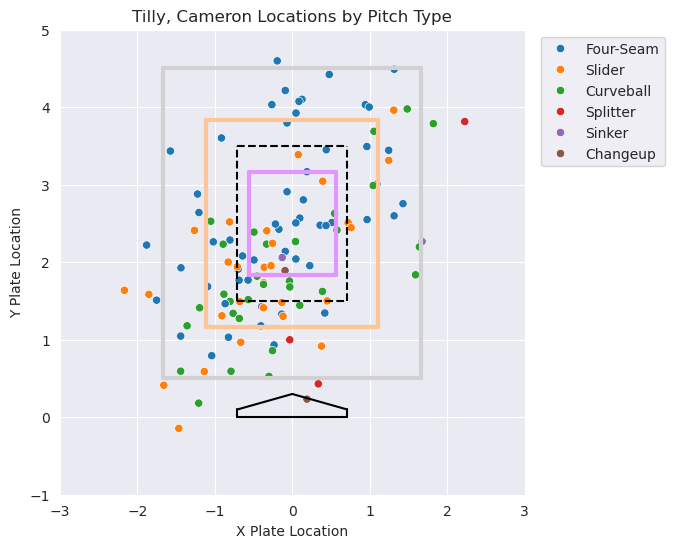 Tilly, Cameron Locations by Pitch Type
Four-Seam
Slider
Curveball
Splitter
Sinker
Changeup
Y Plate Location
5
4
3
2
1
0
−1
−3
−2
−1
0
1
2
3
X Plate Location